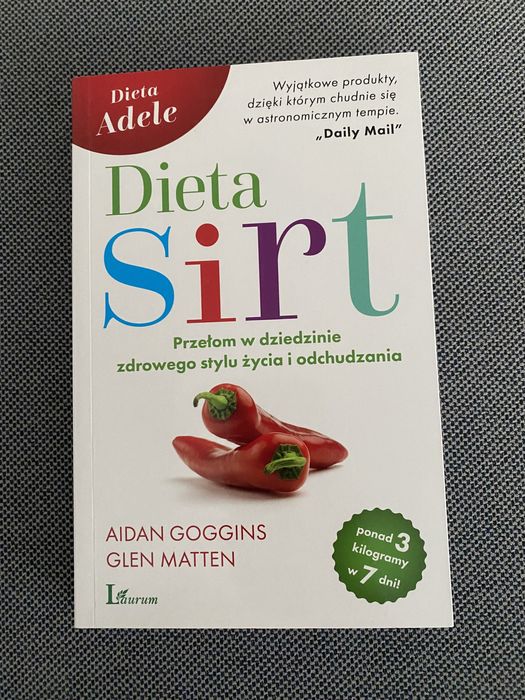 Dieta
Adele
Wyjątkowe produkty,
dzięki którym chudnie się
w astronomicznym tempie.
„Daily Mail”
Dieta
sirt
Przełom w dziedzinie
zdrowego stylu życia i odchudzania
AIDAN GOGGINS
GLEN MATTEN
ponad 3
kilogramy
w 7 dni!
Laurum